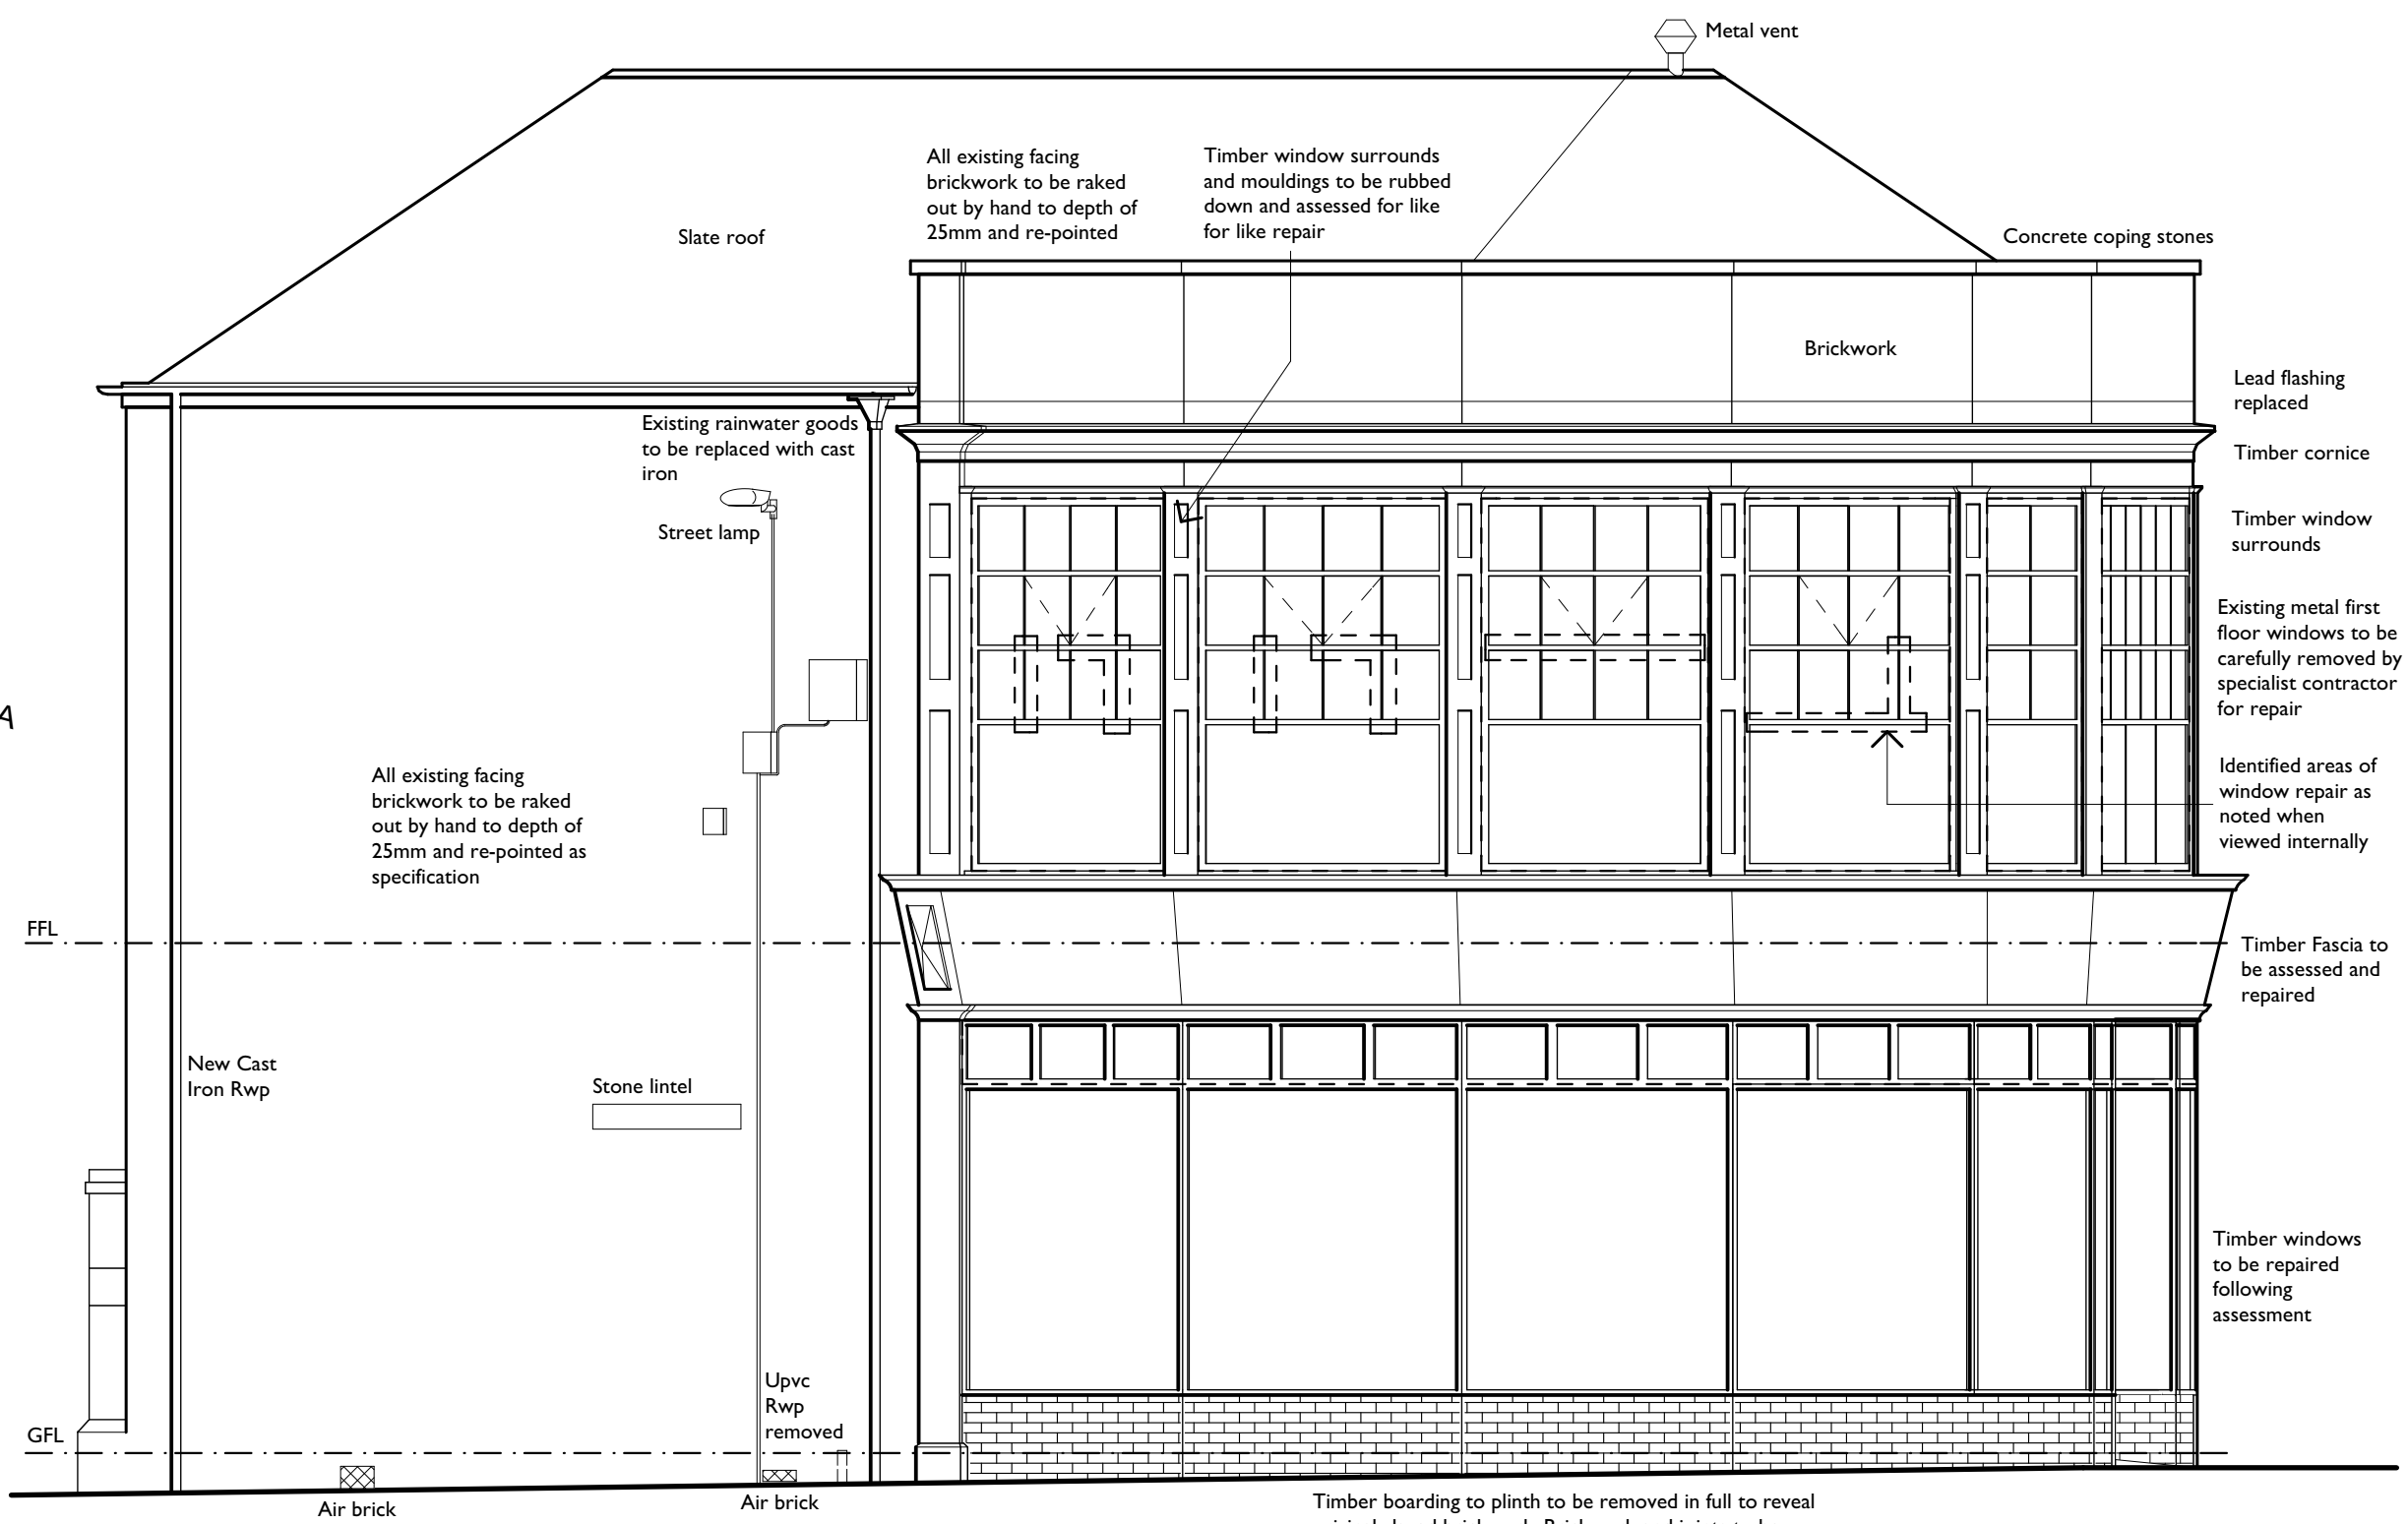 Metal vent
All existing facing
brickwork to be raked
out by hand to depth of
25mm and re-pointed
Timber window surrounds
and mouldings to be rubbed
down and assessed for like
for like repair
Slate roof
Concrete coping stones
Brickwork
Lead flashing
replaced
Existing rainwater goods
to be replaced with cast
iron
Timber cornice
Street lamp
Timber window
surrounds
Existing metal first
floor windows to be
carefully removed by
specialist contractor
for repair
A
All existing facing
brickwork to be raked
out by hand to depth of
25mm and re-pointed as
specification
Identified areas of
window repair as
noted when
viewed internally
FFL
Timber Fascia to
be assessed and
repaired
New Cast
Iron Rwp
Stone lintel
Timber windows
to be repaired
following
assessment
Upvc
Rwp
removed
GFL
Air brick
Air brick
Timber boarding to plinth to be removed in full to reveal